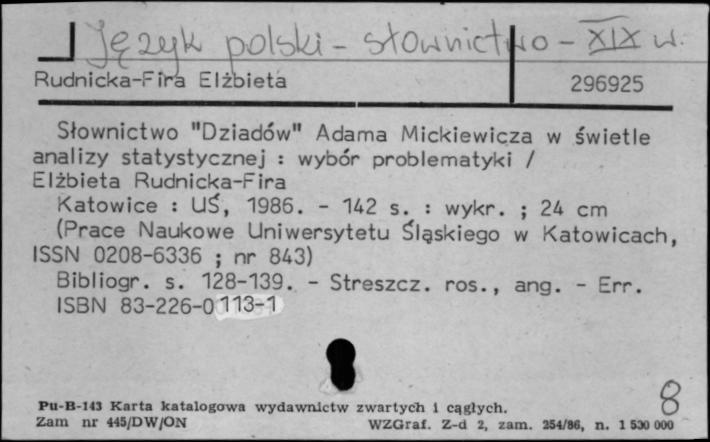 Język polski - słownictwo - XIX w.
Rudnicka-Fira Elżbieta
296925
Słownictwo "Dziadów" Adama Mickiewicza w świetle
analizy statystycznej : wybór problematyki /
Elżbieta Rudnicka-Fira
Katowice : UŚ, 1986. - 142 s. : wykr. ; 24 cm
(Prace Naukowe Uniwersytetu Śląskiego w Katowicach,
ISSN 0208-6336 ; nr 843)
Bibliogr. s. 128-139. - Streszcz. ros., ang. - Err.
ISBN 83-226-0113-1
8
Pu-B-143 Karta katalogowa wydawnictw zwartych i ciągłych.
Zam nr 445/DW/ON
WZGraf. Z-d 2, zam. 254/86, n. 1 500 000